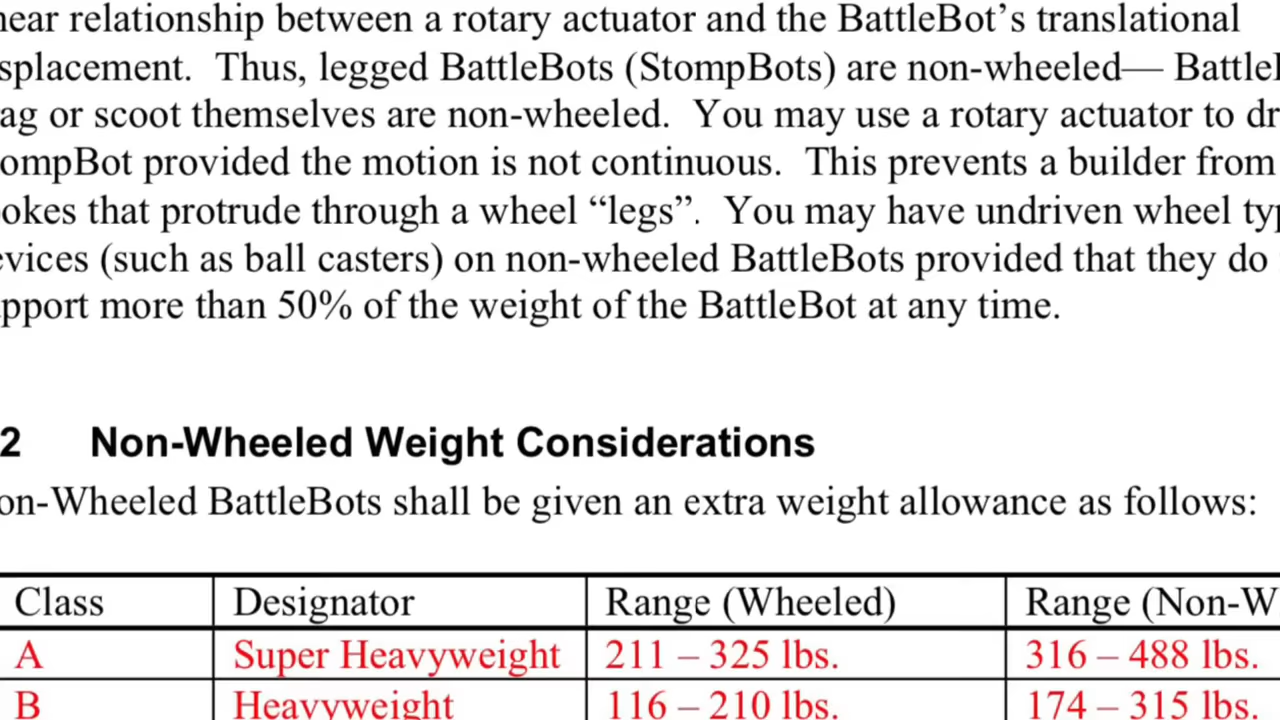 near relationship between a rotary actuator and the BattleBot's translational
splacement. Thus, legged BattleBots (StompBots) are non-wheeled— Battlel
ag or scoot themselves are non-wheeled. You may use a rotary actuator to dr
ompBot provided the motion is not continuous. This prevents a builder from
okes that protrude through a wheel “legs”. You may have undriven wheel typ
evices (such as ball casters) on non-wheeled BattleBots provided that they do
pport more than 50% of the weight of the BattleBot at any time.
2 Non-Wheeled Weight Considerations
on-Wheeled BattleBots shall be given an extra weight allowance as follows:
Class Designator Range (Wheeled) Range (Non-W
A Super Heavyweight 211 – 325 lbs. 316 – 488 lbs.
B Heavyweight 116 – 210 lbs. 174 – 315 lbs.